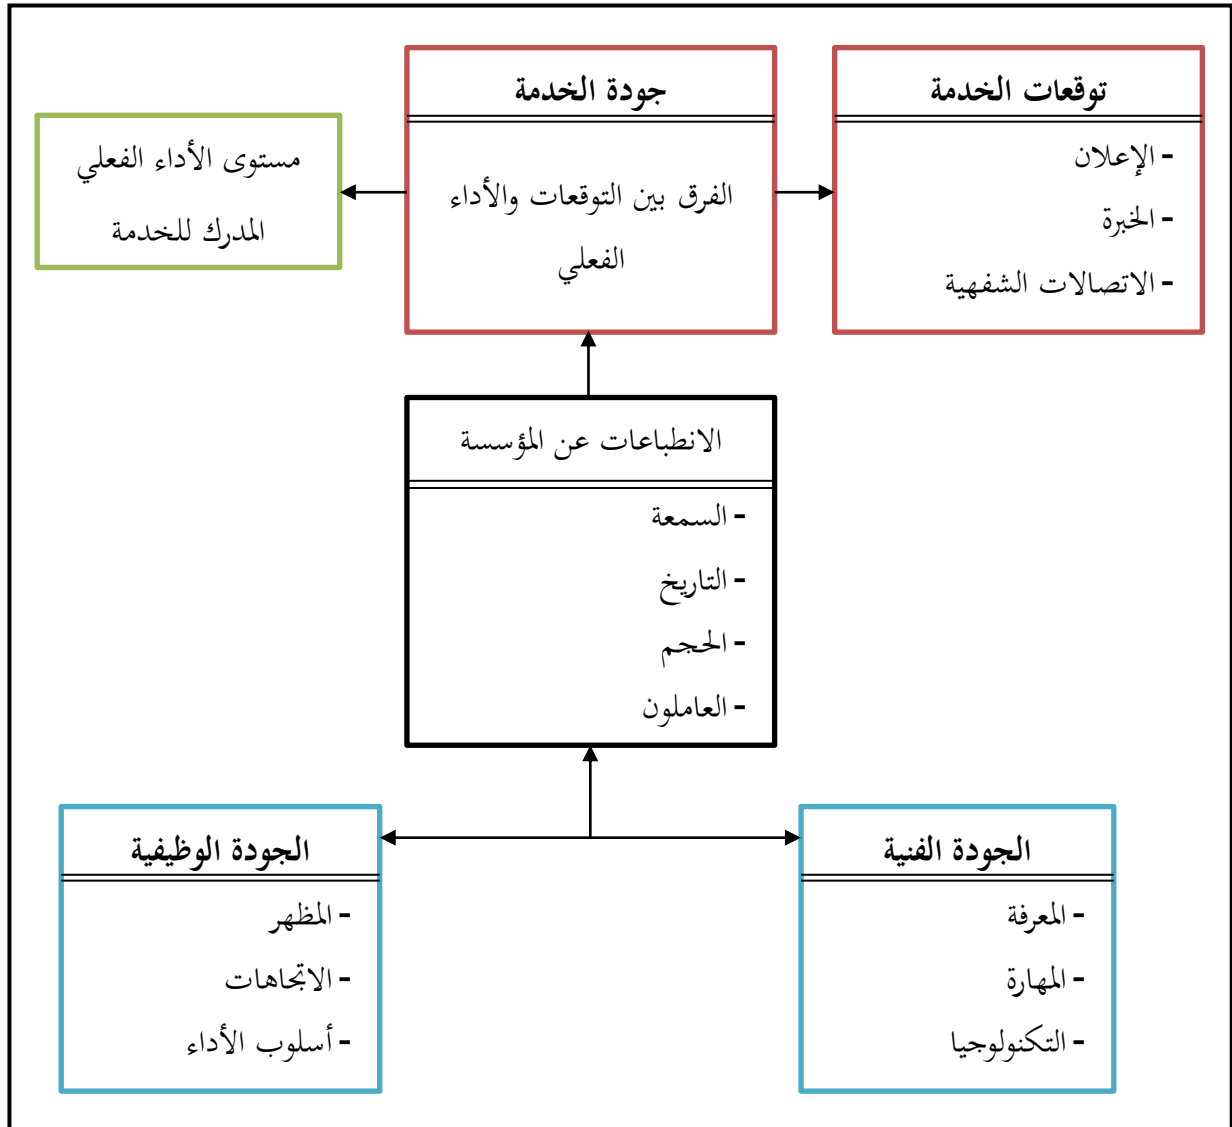 توقعات الخدمة
- الإعلان
- الخبرة
- الاتصالات الشفهية
جودة الخدمة
الفرق بين التوقعات والأداء
الفعلي
مستوى الأداء الفعلي
المدرك للخدمة
الانطباعات عن المؤسسة
- السمعة
- التاريخ
- الحجم
- العاملون
الجودة الفنية
- المعرفة
- المهارة
- التكنولوجيا
الجودة الوظيفية
- المظهر
- الاتجاهات
- أسلوب الأداء